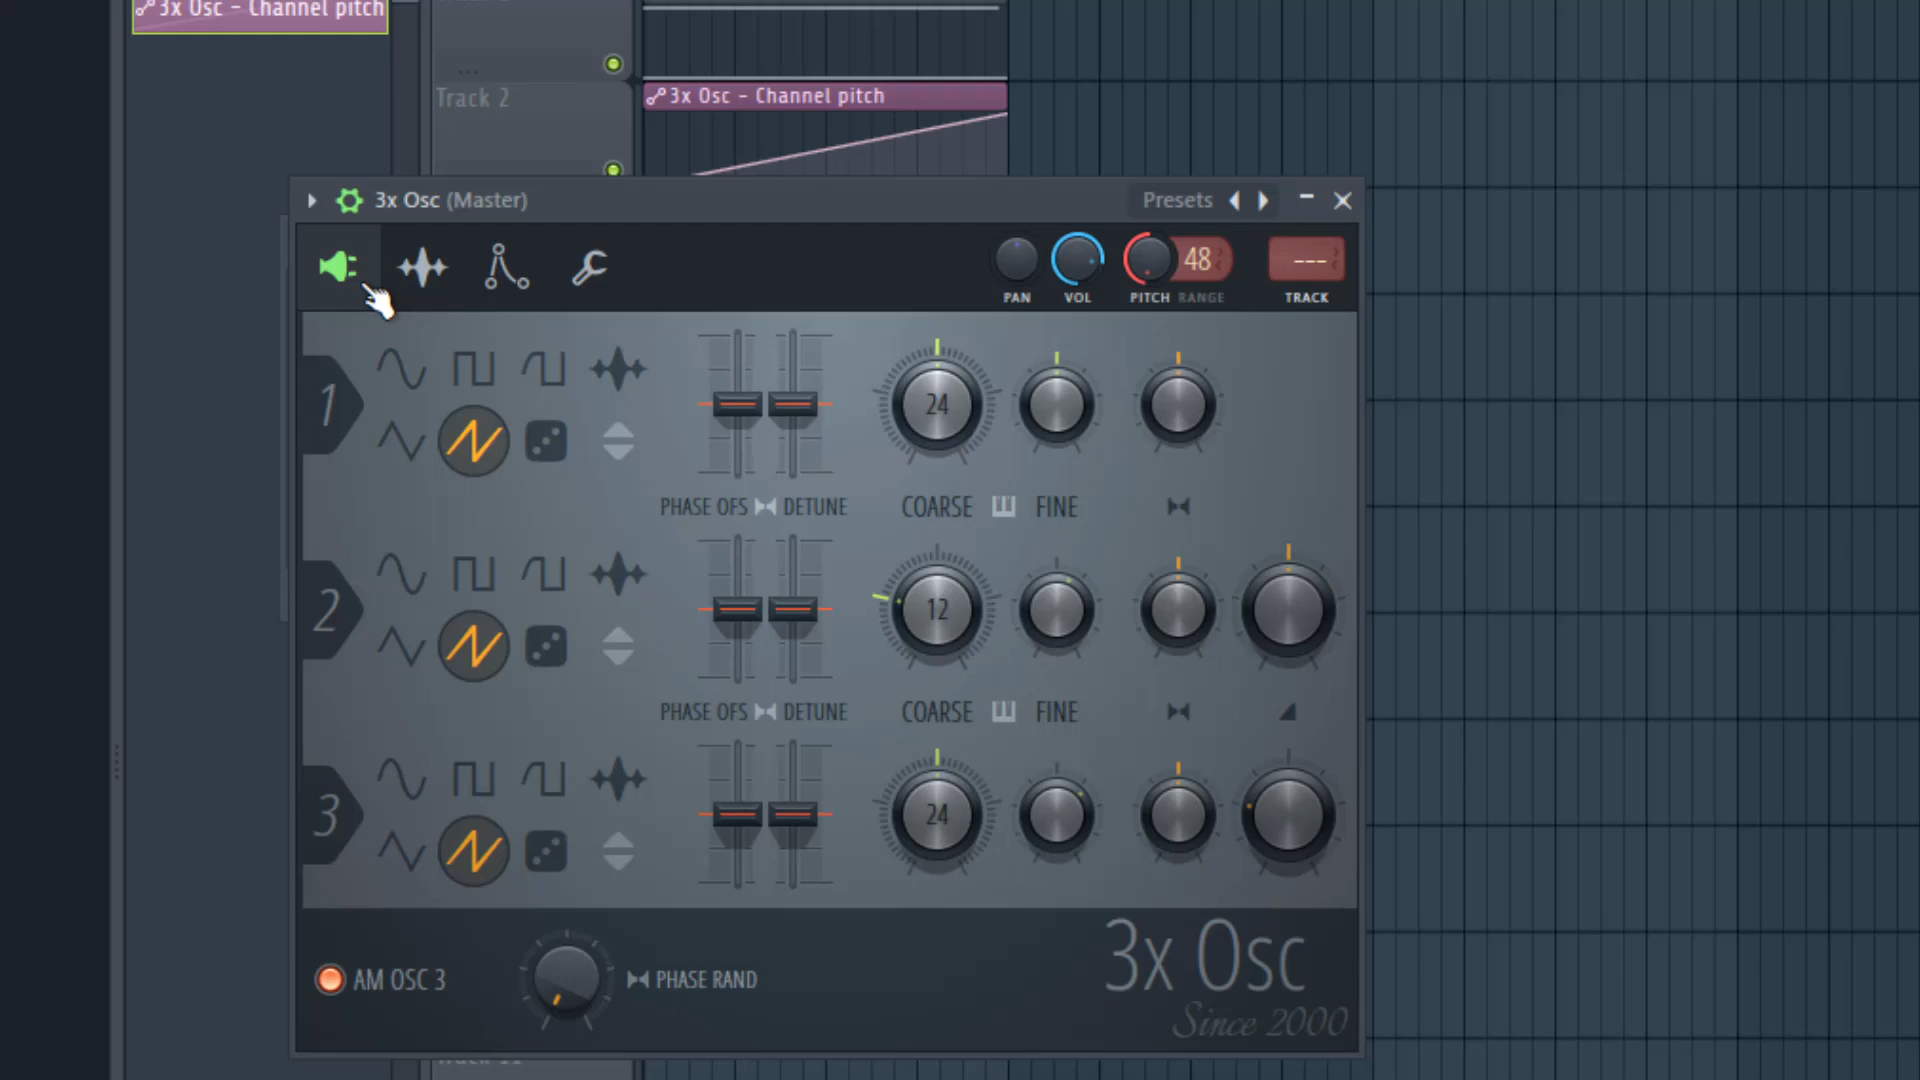 3x Osc - Channel pitch
...
Track 2
3x Osc - Channel pitch
3x Osc (Master)
Presets
48
---
PAN
VOL
PITCH RANGE
TRACK
1
24
PHASE OFS DETUNE
COARSE FINE
2
12
PHASE OFS DETUNE
COARSE FINE
3
24
AM OSC 3
PHASE RAND
3x Osc
Since 2000